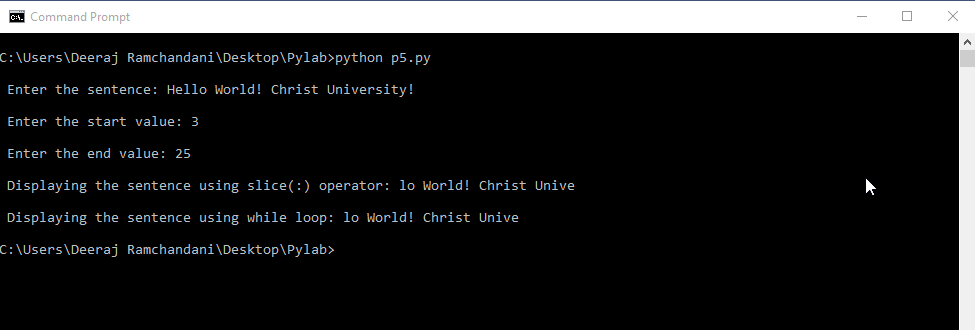 Command Prompt
C:\Users\Deeraj Ramchandani\Desktop\Pylab>python p5.py
Enter the sentence: Hello World! Christ University!
Enter the start value: 3
Enter the end value: 25
Displaying the sentence using slice(:) operator: lo World! Christ Unive
Displaying the sentence using while loop: lo World! Christ Unive
C:\Users\Deeraj Ramchandani\Desktop\Pylab>